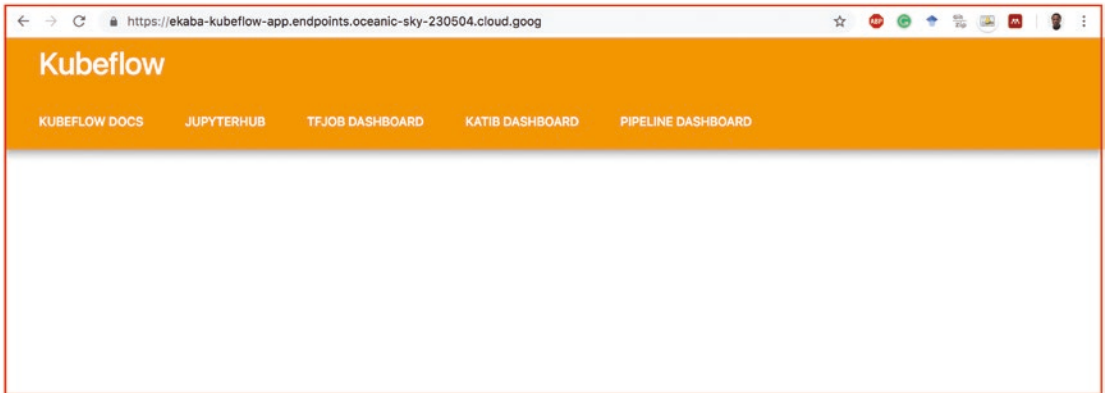 https://ekaba-kubeflow-app.endpoints.oceanic-sky-230504.cloud.goog ABP
Kubeflow
KUBEFLOW DOCS JUPYTERHUB TFJOB DASHBOARD KATIB DASHBOARD PIPELINE DASHBOARD